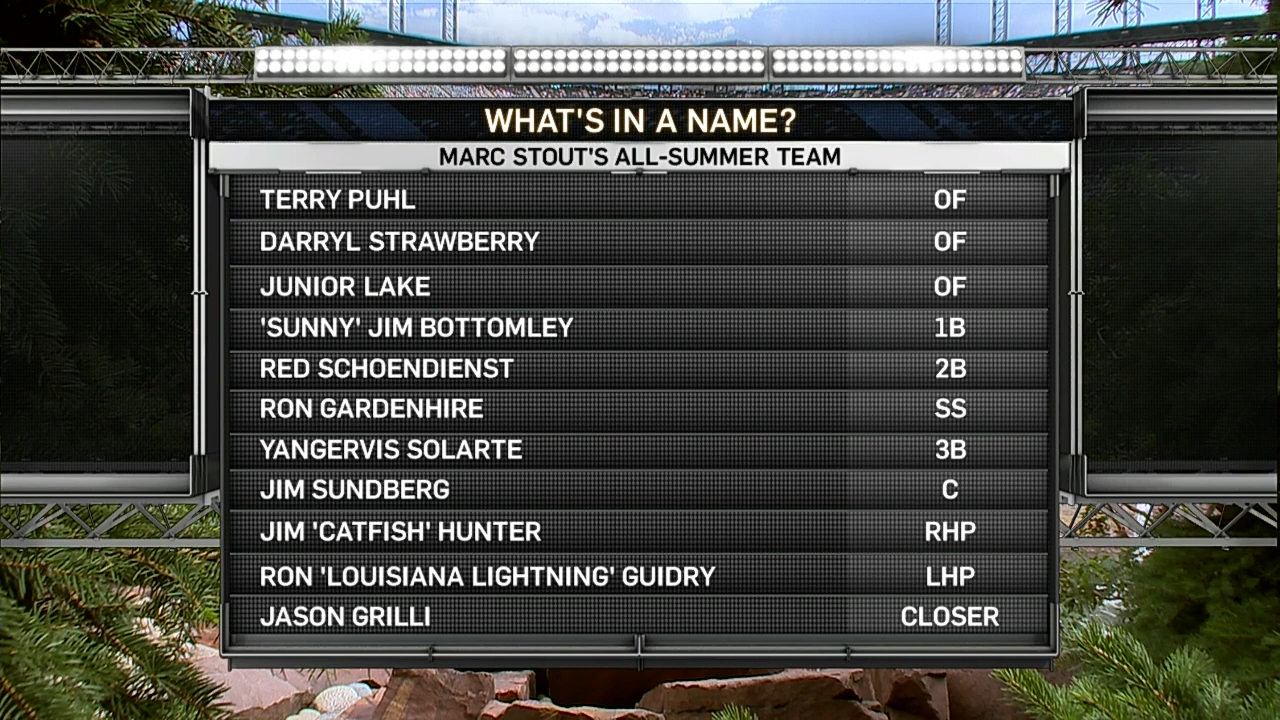 WHAT'S IN A NAME?
MARC STOUT'S ALL-SUMMER TEAM
TERRY PUHL OF
DARRYL STRAWBERRY OF
JUNIOR LAKE OF
'SUNNY' JIM BOTTOMLEY 1B
RED SCHOENDIENST 2B
RON GARDENHIRE SS
YANGERVIS SOLARTE 3B
JIM SUNDBERG C
JIM 'CATFISH' HUNTER RHP
RON 'LOUISIANA LIGHTNING' GUIDRY LHP
JASON GRILLI CLOSER